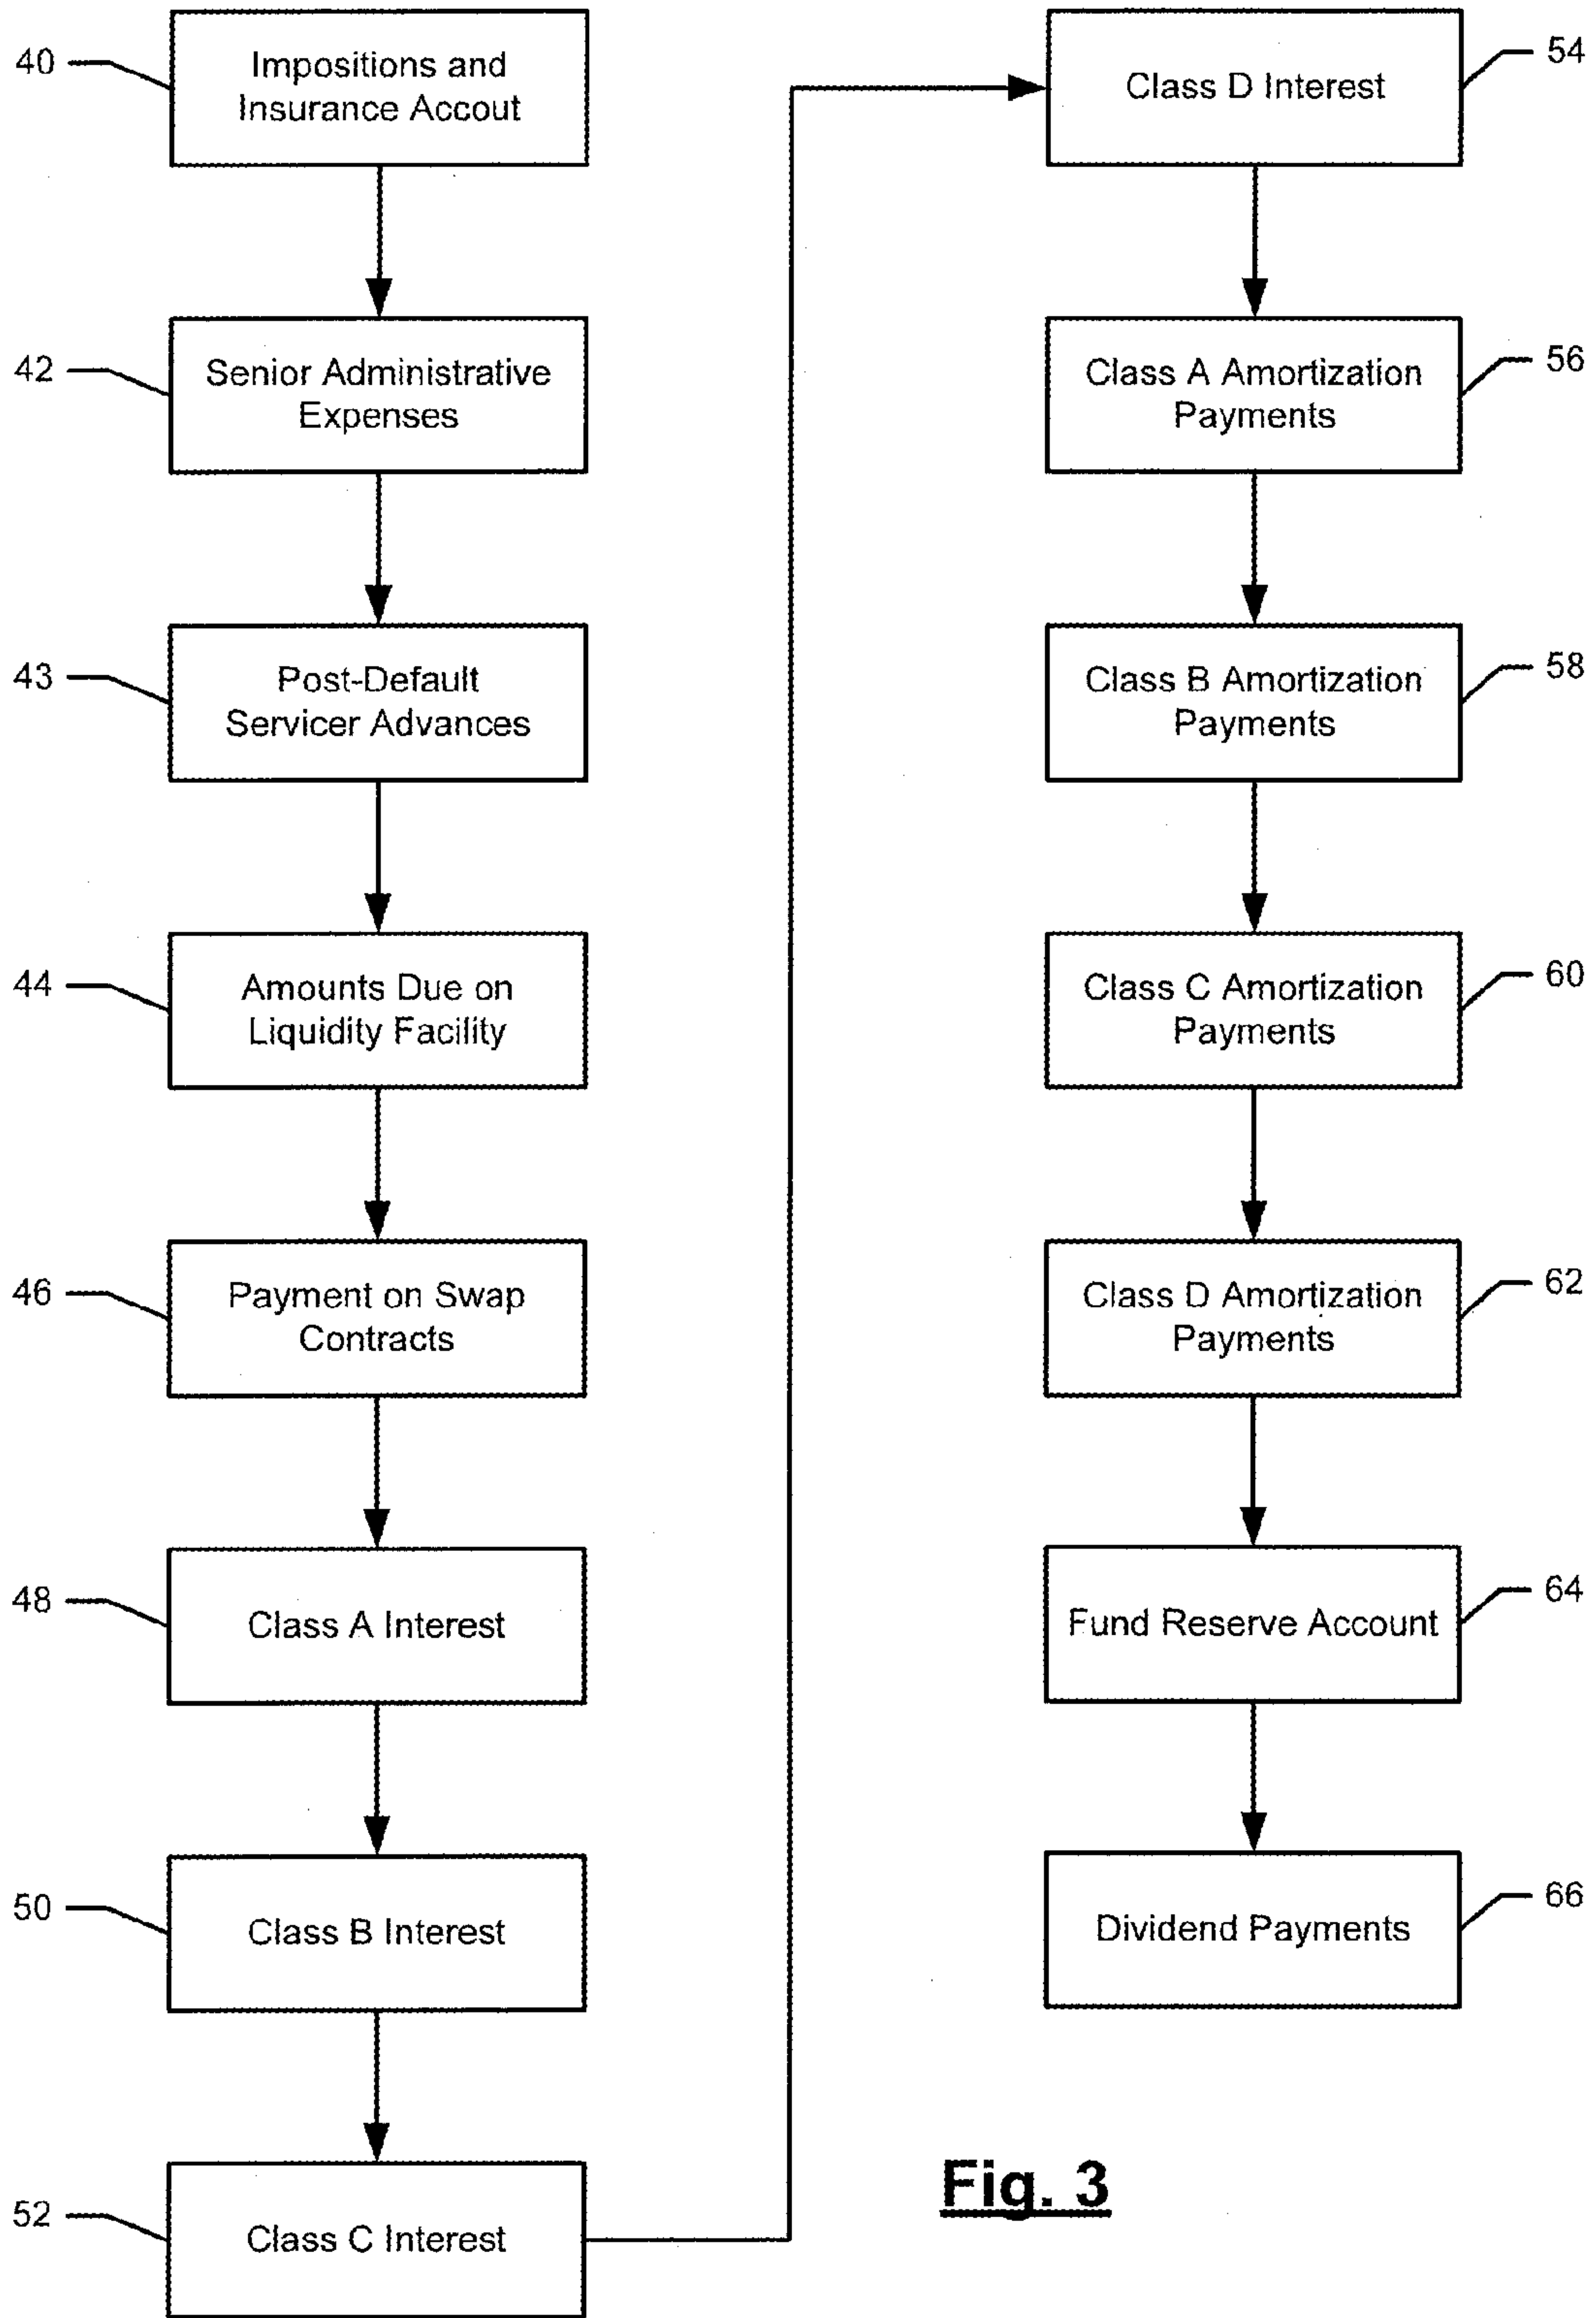 40
Impositions and
Insurance Accout
42
Senior Administrative
Expenses
43
Post-Default
Servicer Advances
44
Amounts Due on
Liquidity Facility
46
Payment on Swap
Contracts
48
Class A Interest
50
Class B Interest
52
Class C Interest
Class D Interest
54
Class A Amortization
Payments
56
Class B Amortization
Payments
58
Class C Amortization
Payments
60
Class D Amortization
Payments
62
Fund Reserve Account
64
Dividend Payments
66
Fig. 3